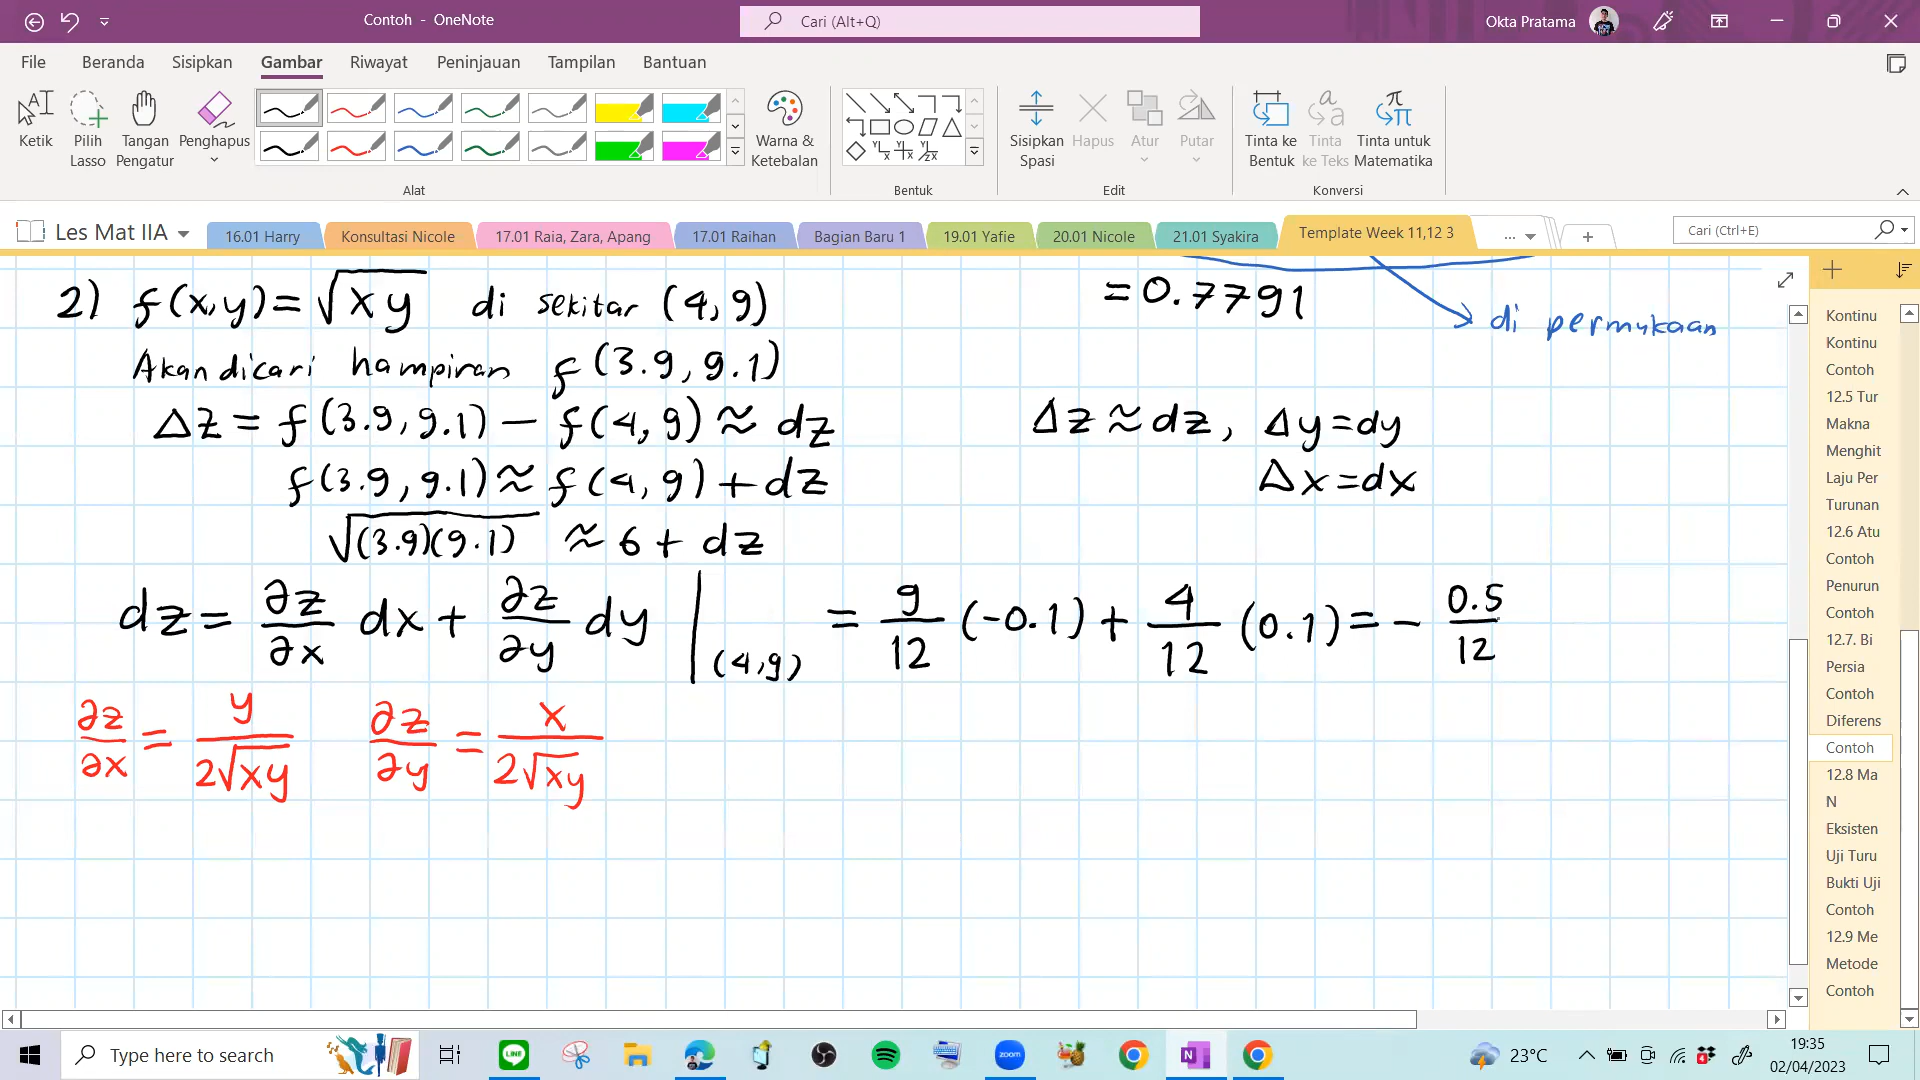 Contoh - OneNote
Cari (Alt+Q)
Okta Pratama
File Beranda Sisipkan Gambar Riwayat Peninjauan Tampilan Bantuan
Ketik
Pilih Lasso
Tangan Pengatur
Penghapus
Warna & Ketebalan
Sisipkan Spasi
Hapus
Atur
Putar
Tinta ke Bentuk
Tinta ke Teks
Tinta untuk Matematika
Alat Bentuk Edit Konversi
Les Mat IIA
16.01 Harry
Konsultasi Nicole
17.01 Raia, Zara, Apang
17.01 Raihan
Bagian Baru 1
19.01 Yafie
20.01 Nicole
21.01 Syakira
Template Week 11,12 3
...
Cari (Ctrl+E)
2) f(x,y) = √xy di sekitar (4,9)
Akan dicari hampiran f(3.9, 9.1)
Δz = f(3.9, 9.1) − f(4,9) ≈ dz
f(3.9, 9.1) ≈ f(4,9) + dz
√(3.9)(9.1) ≈ 6 + dz
dz = ∂z/∂x dx + ∂z/∂y dy |(4,9) = 9/12 (-0.1) + 4/12 (0.1) = - 0.5/12
∂z/∂x = y/2√xy ∂z/∂y = x/2√xy
= 0.7791
di permukaan
Δz ≈ dz, Δy = dy
Δx = dx
Kontinu
Kontinu
Contoh
12.5 Tur
Makna
Menghit
Laju Per
Turunan
12.6 Atu
Contoh
Penurun
Contoh
12.7. Bi
Persia
Contoh
Diferens
Contoh
12.8 Ma
N
Eksisten
Uji Turu
Bukti Uji
Contoh
12.9 Me
Metode
Contoh
Type here to search
LINE
zoom
23°C
19:35
02/04/2023